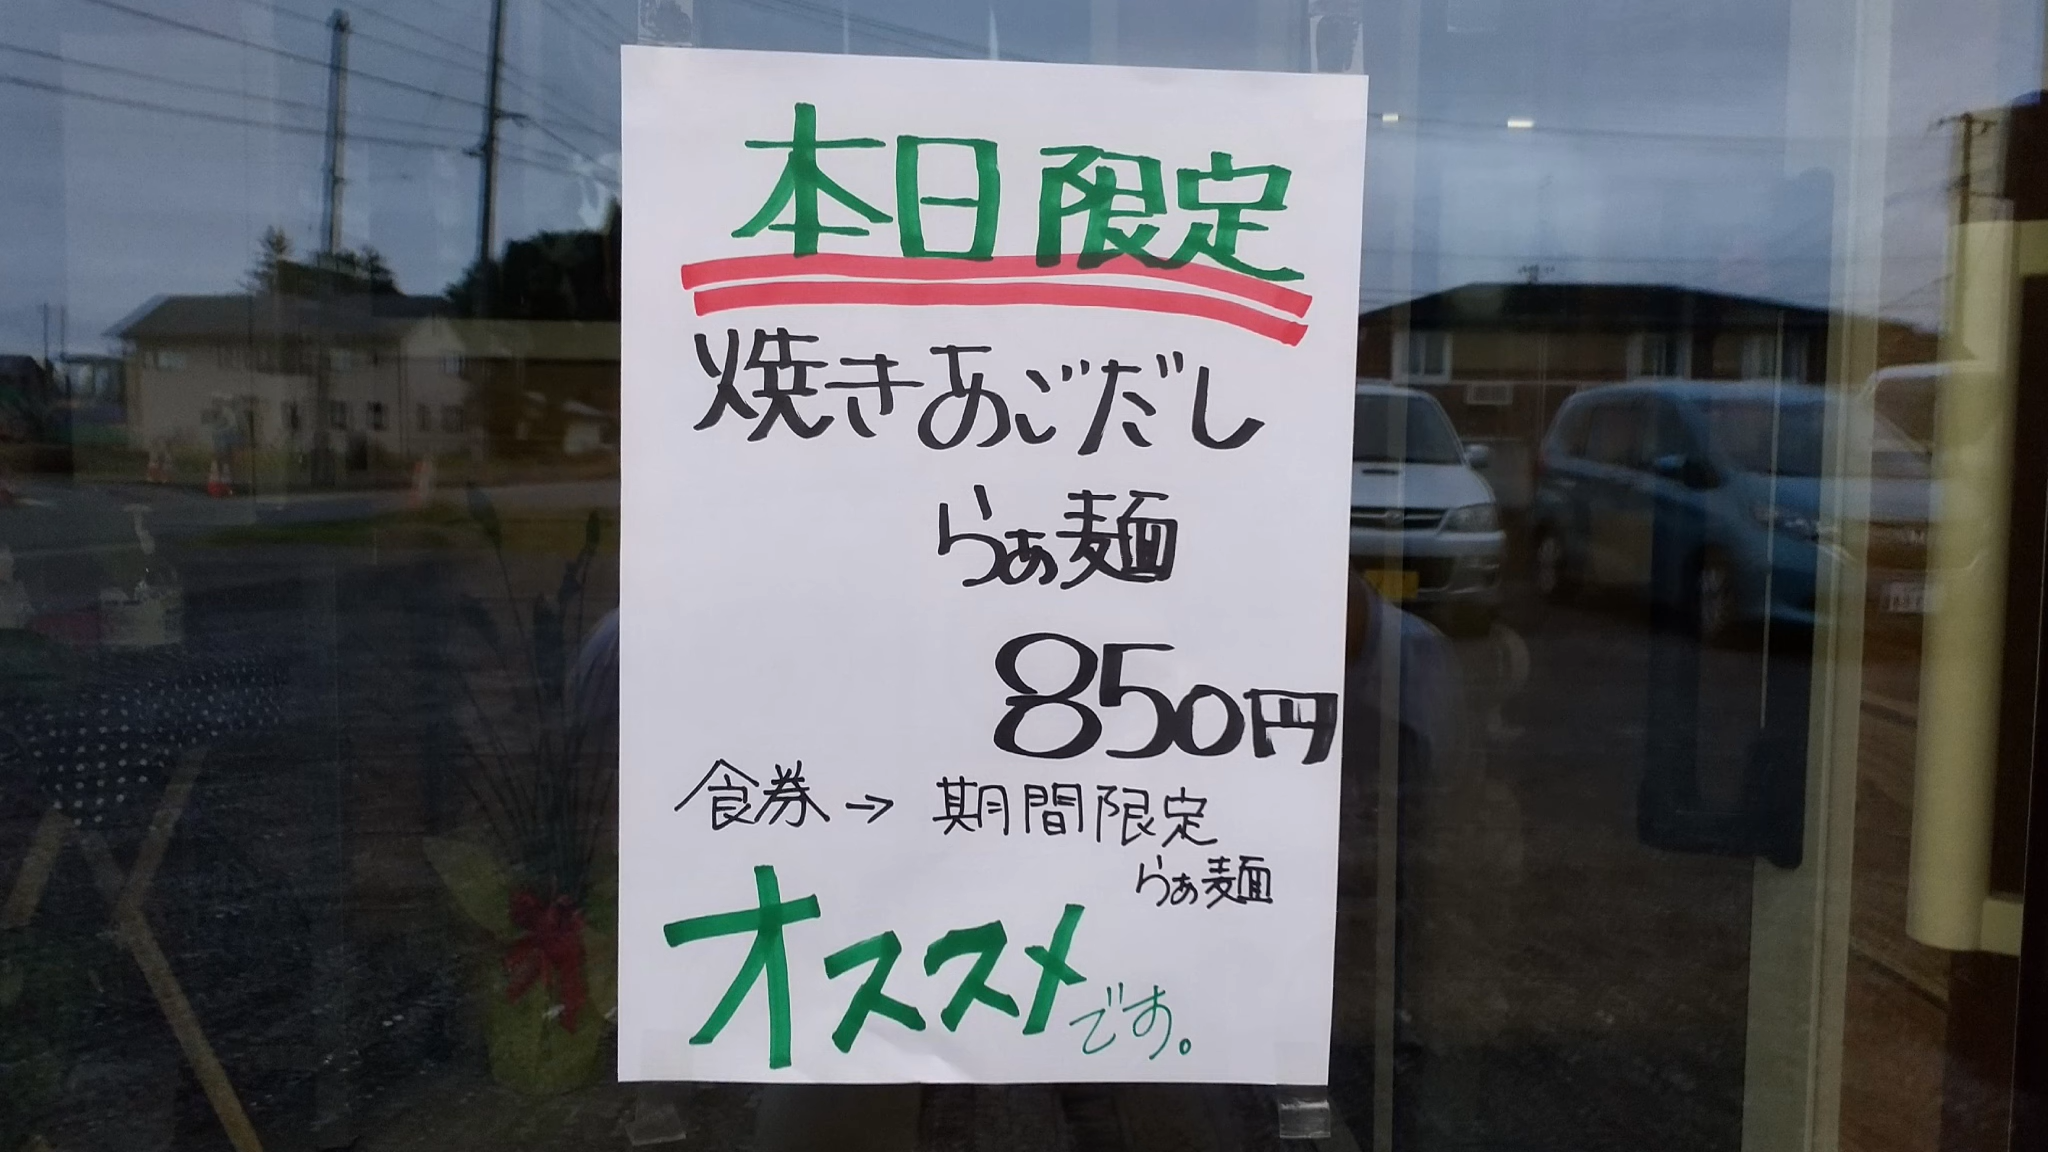 本日限定
焼きあごだし
らぁ麺
850円
食券→期間限定
らぁ麺
オススメです。